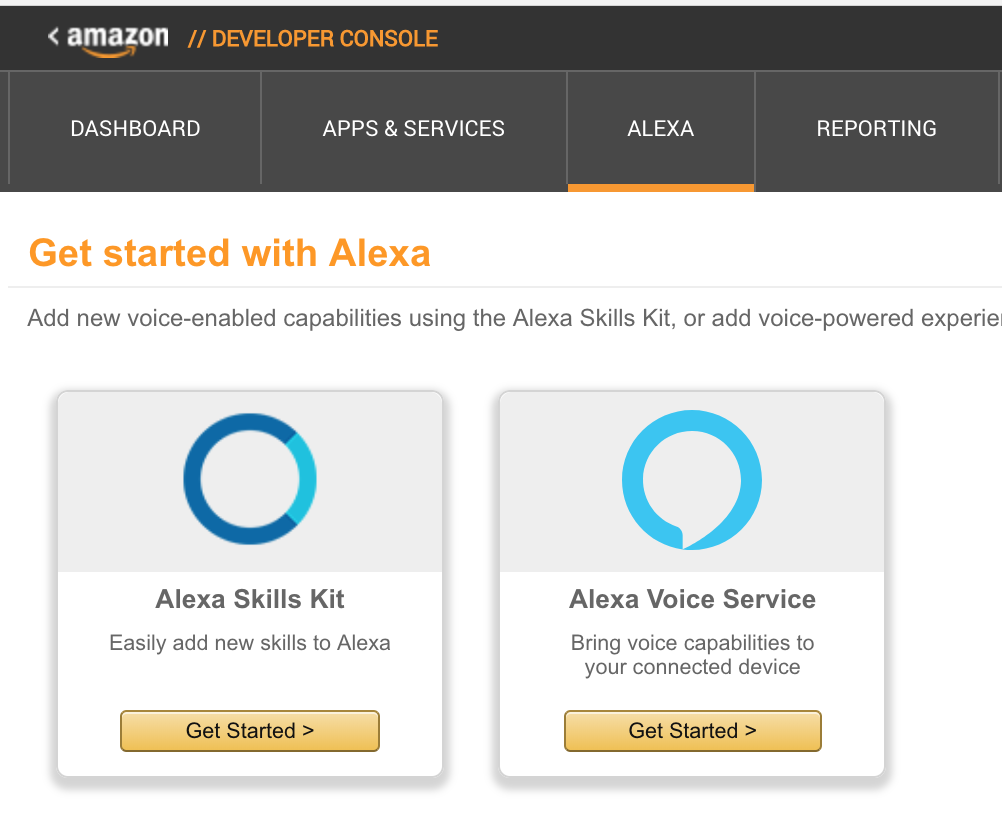 < amazon // DEVELOPER CONSOLE
DASHBOARD APPS & SERVICES ALEXA REPORTING
Get started with Alexa
Add new voice-enabled capabilities using the Alexa Skills Kit, or add voice-powered
Alexa Skills Kit
Easily add new skills to Alexa
Get Started >
Alexa Voice Service
Bring voice capabilities to
your connected device
Get Started >